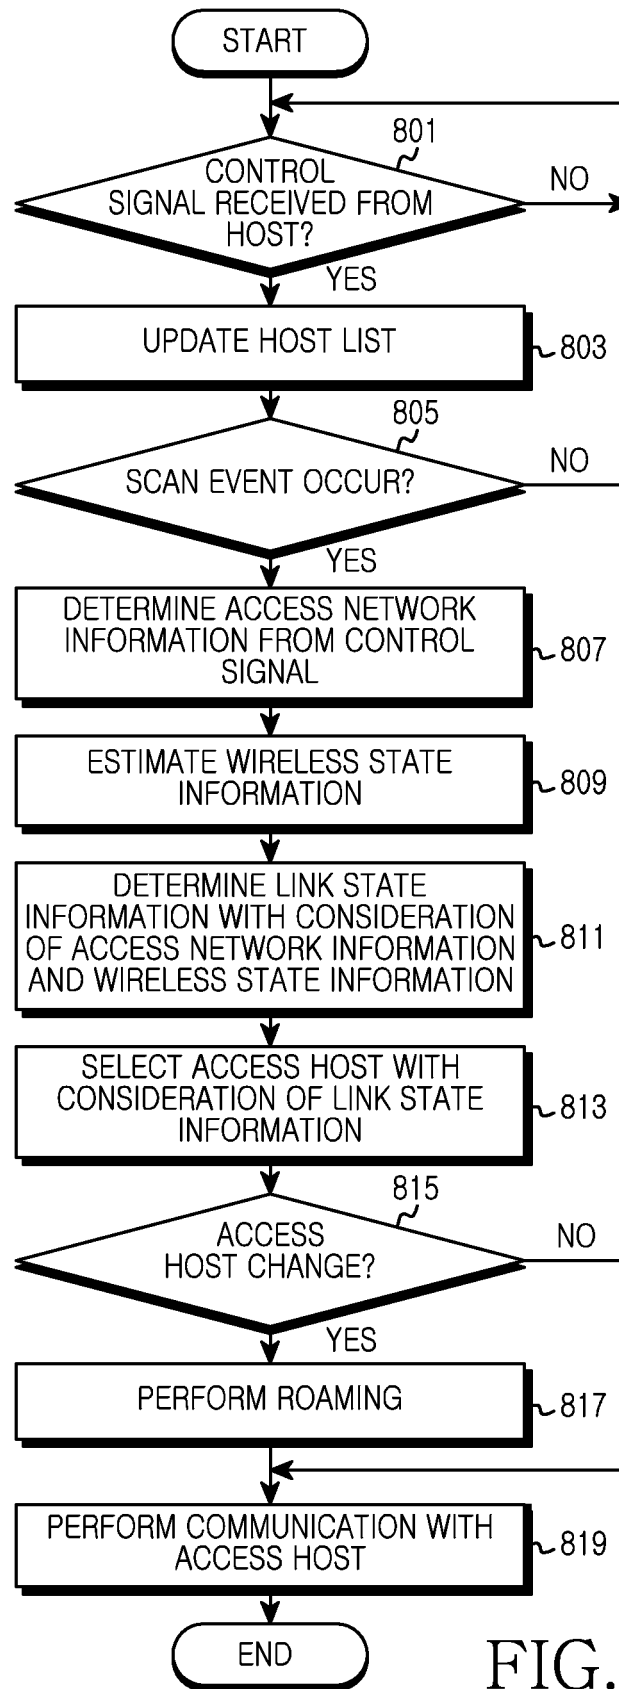 START
801
CONTROL
SIGNAL RECEIVED FROM
HOST?
NO
YES
UPDATE HOST LIST
803
805
SCAN EVENT OCCUR?
NO
YES
DETERMINE ACCESS NETWORK
INFORMATION FROM CONTROL
SIGNAL
807
ESTIMATE WIRELESS STATE
INFORMATION
809
DETERMINE LINK STATE
INFORMATION WITH CONSIDERATION
OF ACCESS NETWORK INFORMATION
AND WIRELESS STATE INFORMATION
811
SELECT ACCESS HOST WITH
CONSIDERATION OF LINK STATE
INFORMATION
813
815
ACCESS
HOST CHANGE?
NO
YES
PERFORM ROAMING
817
PERFORM COMMUNICATION WITH
ACCESS HOST
819
END
FIG.